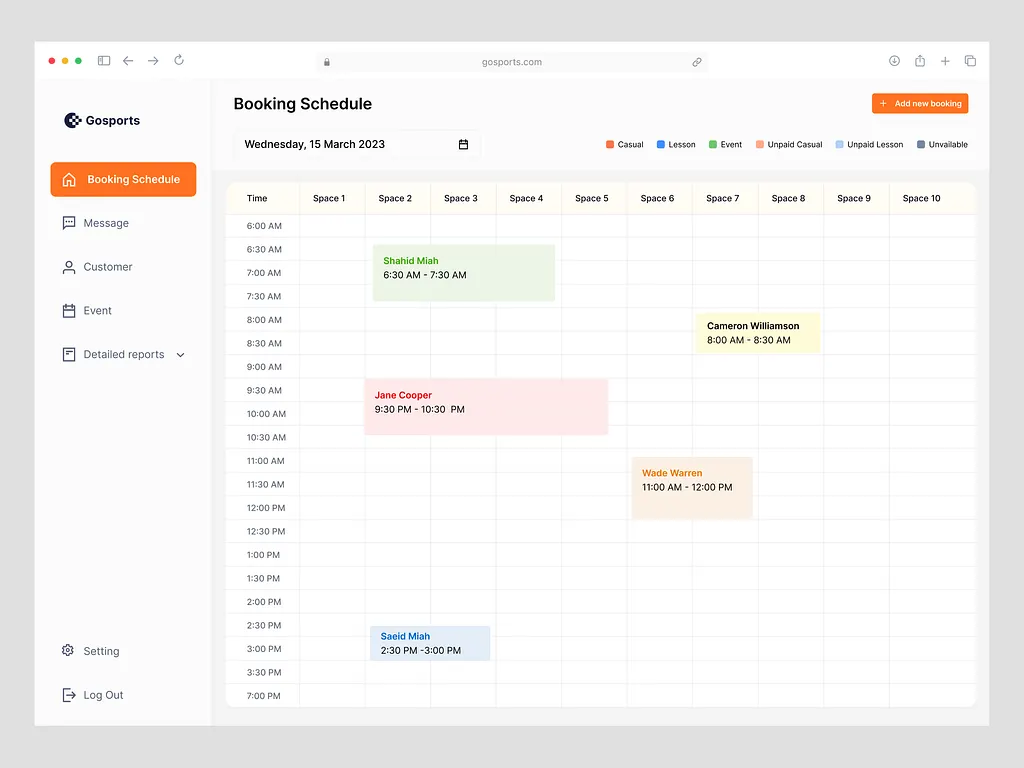 gosports.com
Gosports
Booking Schedule
Message
Customer
Event
Detailed reports
Setting
Log Out
Booking Schedule
+ Add new booking
Wednesday, 15 March 2023
Casual Lesson Event Unpaid Casual Unpaid Lesson Unvailable
Time Space 1 Space 2 Space 3 Space 4 Space 5 Space 6 Space 7 Space 8 Space 9 Space 10
6:00 AM
6:30 AM
Shahid Miah
7:00 AM
6:30 AM - 7:30 AM
7:30 AM
8:00 AM
Cameron Williamson
8:30 AM
8:00 AM - 8:30 AM
9:00 AM
9:30 AM
Jane Cooper
10:00 AM
9:30 PM - 10:30 PM
10:30 AM
11:00 AM
Wade Warren
11:30 AM
11:00 AM - 12:00 PM
12:00 PM
12:30 PM
1:00 PM
1:30 PM
2:00 PM
2:30 PM
Saeid Miah
3:00 PM
2:30 PM -3:00 PM
3:30 PM
7:00 PM